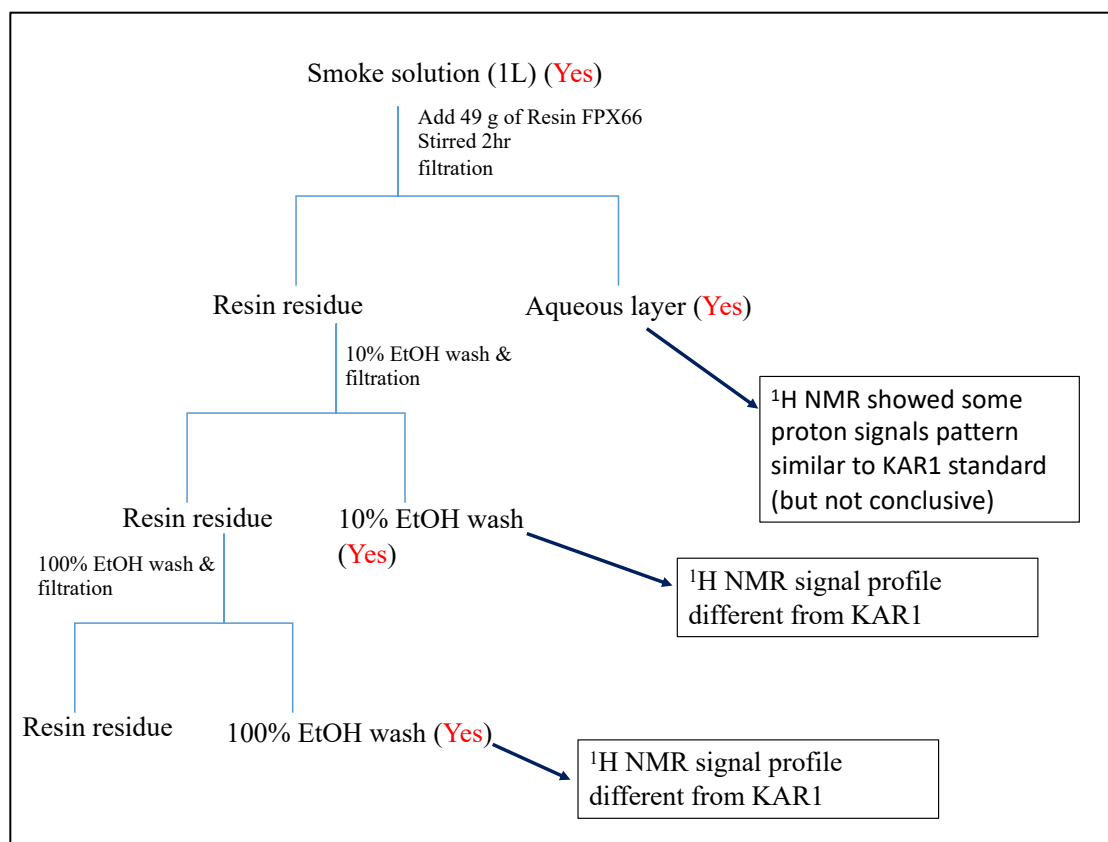 Smoke solution (1L) (Yes)
Add 49 g of Resin FPX66
Stirred 2hr
filtration
Resin residue
Aqueous layer (Yes)
10% EtOH wash &
filtration
¹H NMR showed some
proton signals pattern
similar to KAR1 standard
(but not conclusive)
Resin residue
10% EtOH wash
(Yes)
100% EtOH wash &
filtration
¹H NMR signal profile
different from KAR1
Resin residue
100% EtOH wash (Yes)
¹H NMR signal profile
different from KAR1